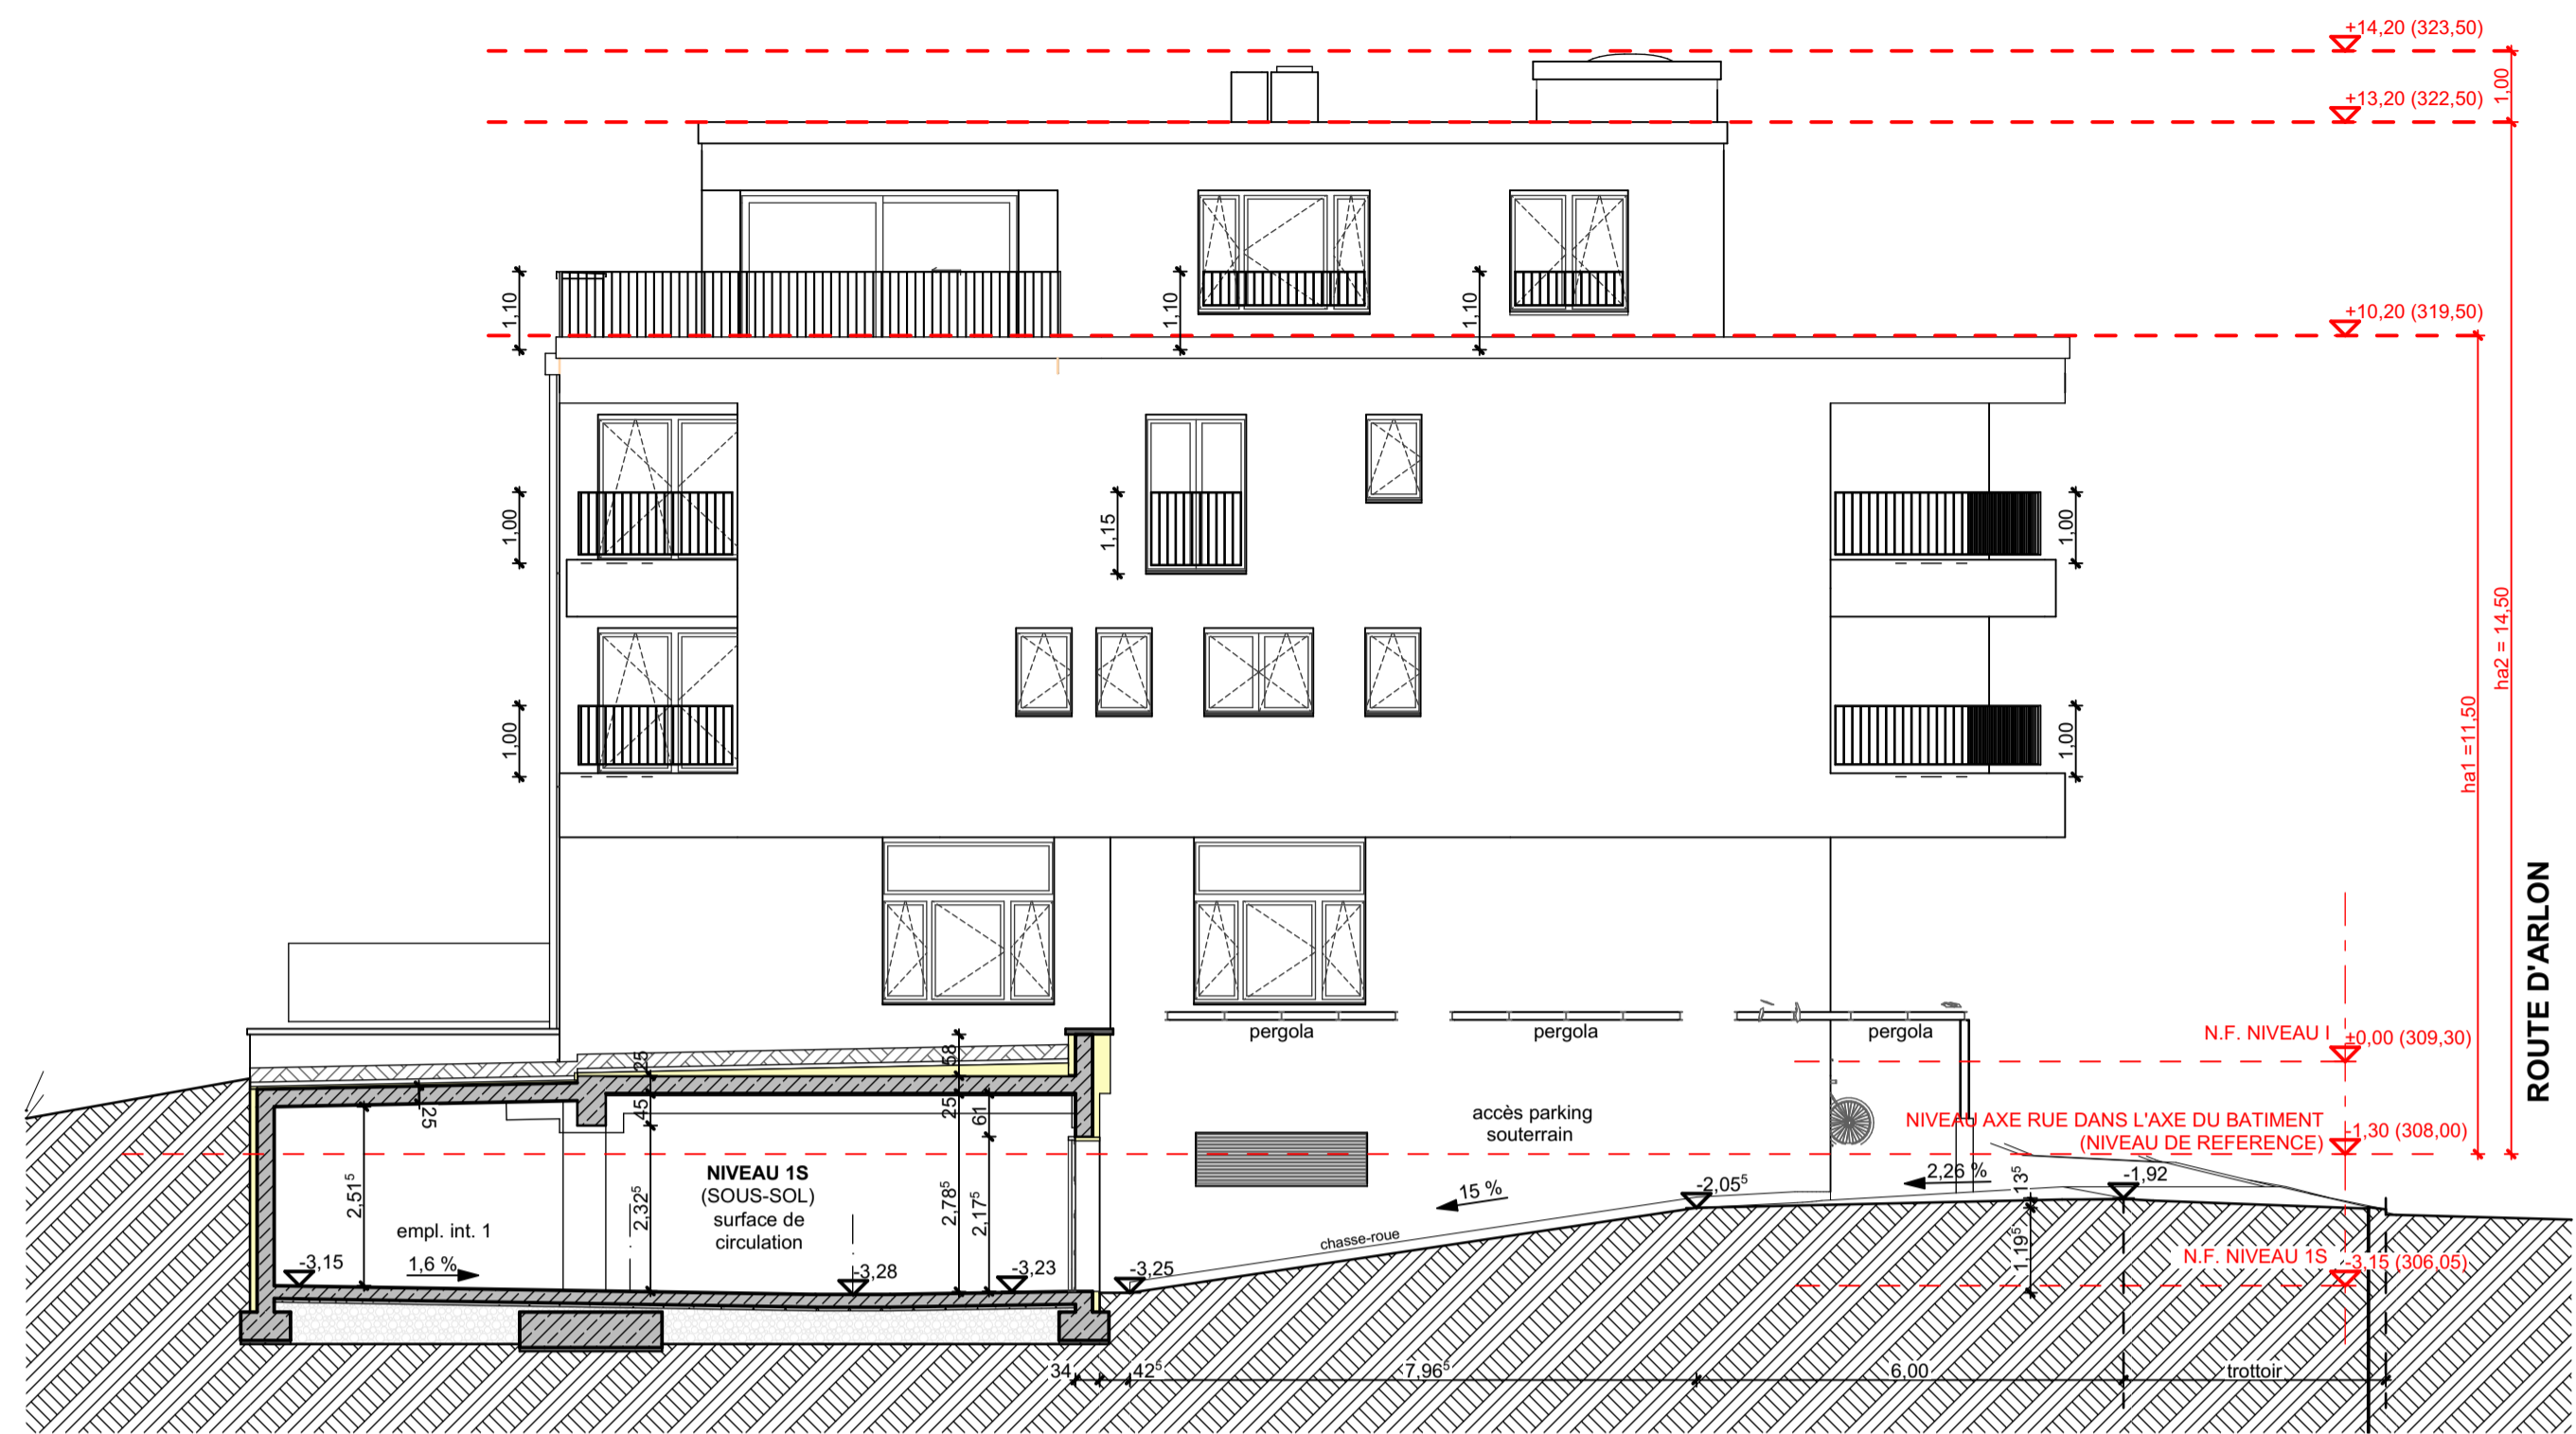 +14,20 (323,50)
1,00
+13,20 (322,50)
1,10
1,10
1,10
+10,20 (319,50)
1,00
1,15
1,00
ha2 = 14,50
ha1 =11,50
1,00
1,00
ROUTE D'ARLON
pergola
pergola
pergola
N.F. NIVEAU I
±0,00 (309,30)
25
58
25
45
25
61
accès parking
souterrain
NIVEAU AXE RUE DANS L'AXE DU BATIMENT
(NIVEAU DE REFERENCE)
-1,30 (308,00)
NIVEAU 1S
(SOUS-SOL)
surface de
circulation
2,51⁵
2,32⁵
2,78⁵
2,17⁵
empl. int. 1
1,6 %
15 %
-2,05⁵
2,26 %
13⁵
-1,92
1,19⁵
chasse-roue
N.F. NIVEAU 1S
-3,15 (306,05)
-3,15
-3,28
-3,23
-3,25
34
42⁵
7,96⁵
6,00
trottoir